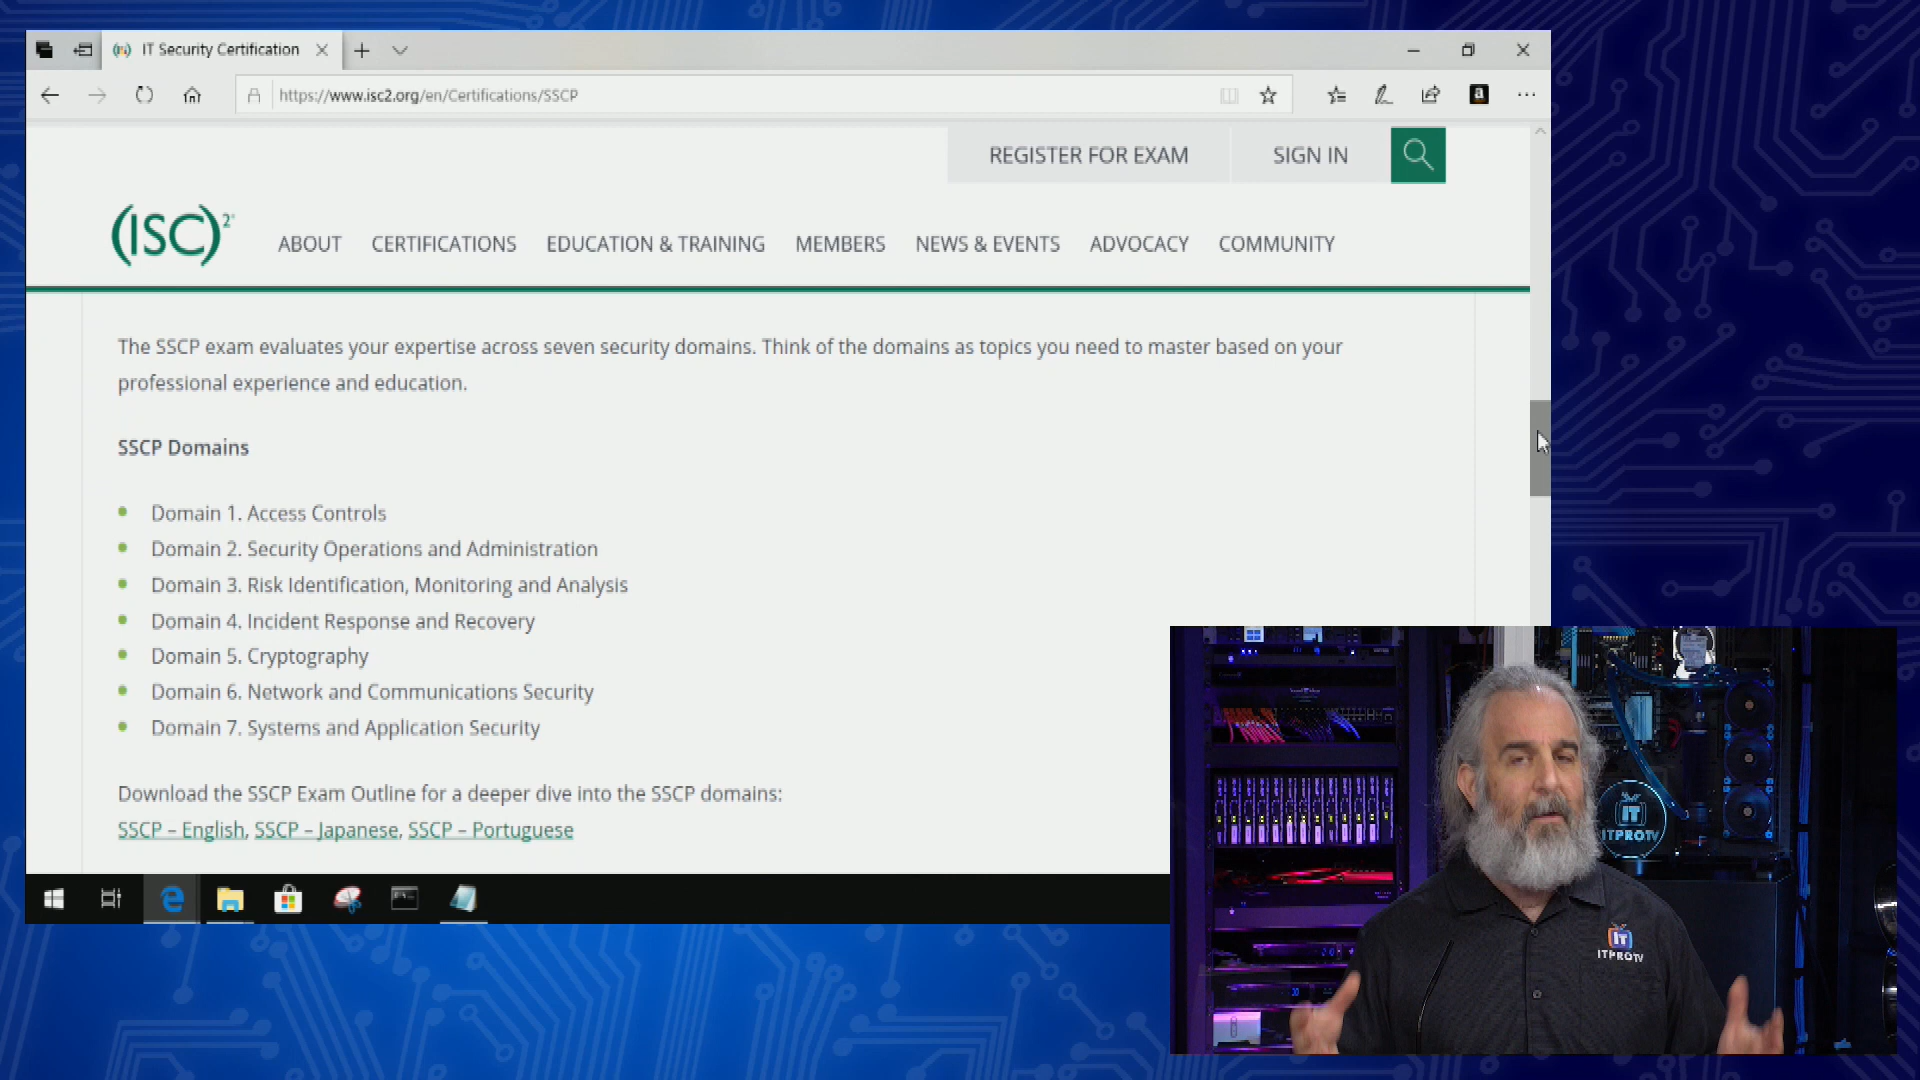 IT Security Certification
https://www.isc2.org/en/Certifications/SSCP
REGISTER FOR EXAM
SIGN IN
(ISC)2®
ABOUT CERTIFICATIONS EDUCATION & TRAINING MEMBERS NEWS & EVENTS ADVOCACY COMMUNITY
The SSCP exam evaluates your expertise across seven security domains. Think of the domains as topics you need to master based on your
professional experience and education.
SSCP Domains
Domain 1. Access Controls
Domain 2. Security Operations and Administration
Domain 3. Risk Identification, Monitoring and Analysis
Domain 4. Incident Response and Recovery
Domain 5. Cryptography
Domain 6. Network and Communications Security
Domain 7. Systems and Application Security
Download the SSCP Exam Outline for a deeper dive into the SSCP domains:
SSCP – English, SSCP – Japanese, SSCP – Portuguese
IT
ITPROTV
IT
ITPROTV